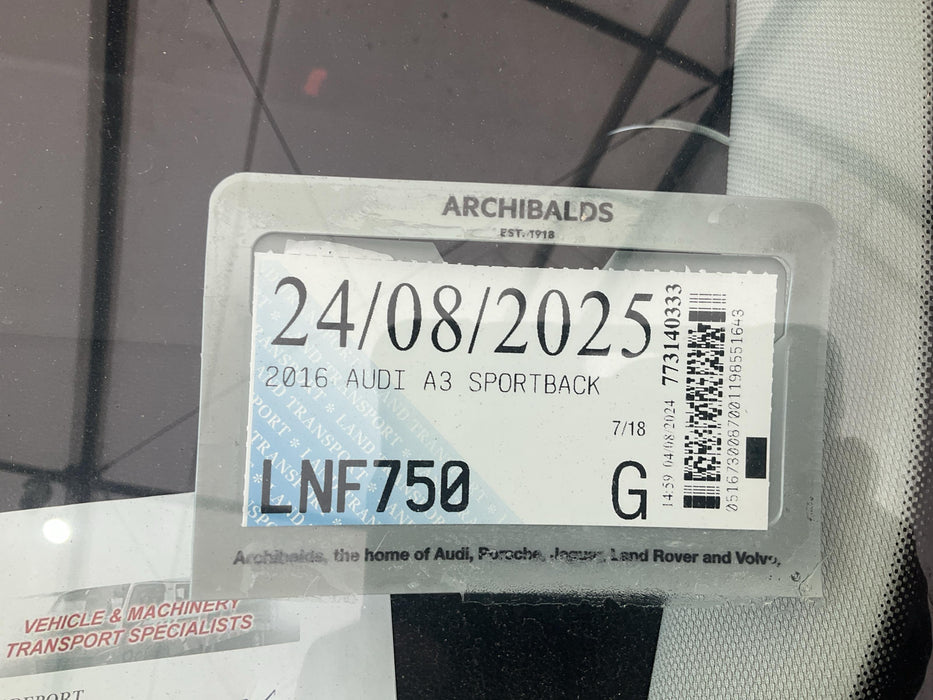 ARCHIBALDS
EST. 1918
24/08/2025
2016 AUDI A3 SPORTBACK
7/18
LNF750 G
14:59 04/08/2024 773140333
Archibalds, the home of Audi, Porsche, Jaguar, Land Rover and Volvo.
VEHICLE & MACHINERY
TRANSPORT SPECIALISTS